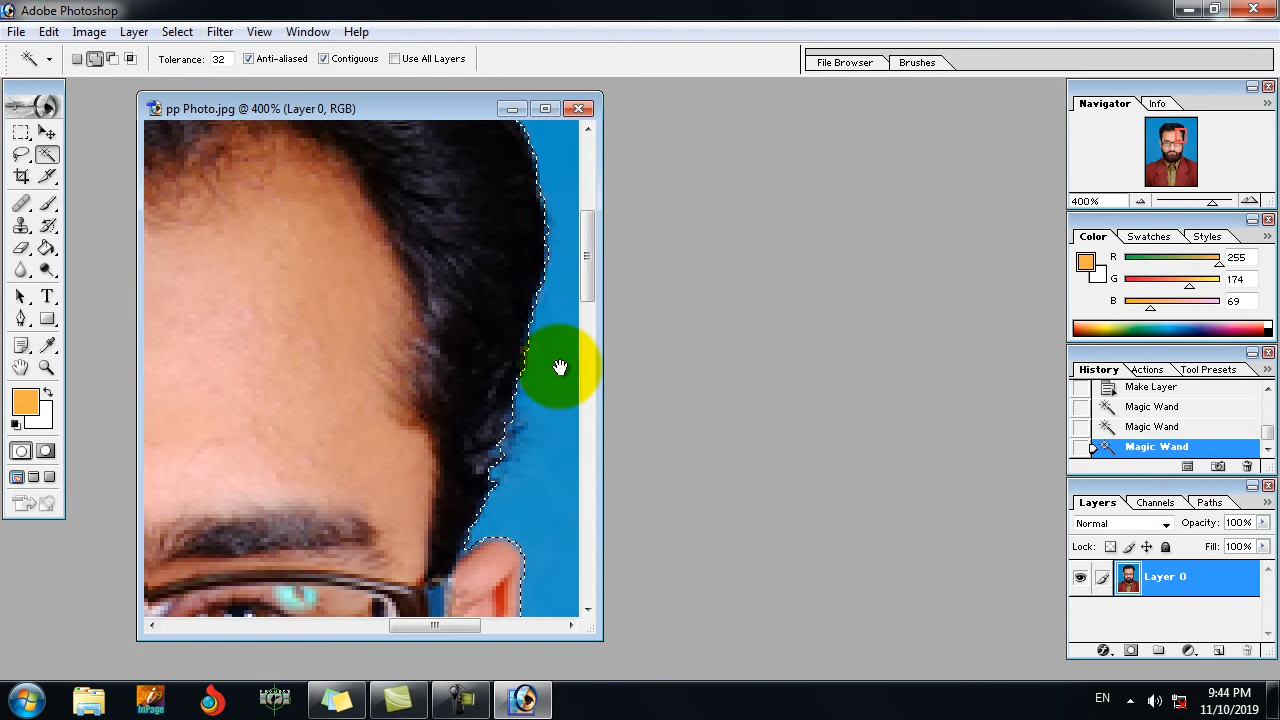 Adobe Photoshop
File Edit Image Layer Select Filter View Window Help
Tolerance: 32 Anti-aliased Contiguous Use All Layers
File Browser Brushes
pp Photo.jpg @ 400% (Layer 0, RGB)
Navigator Info
400%
Color Swatches Styles
R 255
G 174
B 69
History Actions Tool Presets
Make Layer
Magic Wand
Magic Wand
Magic Wand
Layers Channels Paths
Normal Opacity: 100%
Lock: Fill: 100%
Layer 0
T
2009
InPage
EN
9:44 PM
11/10/2019